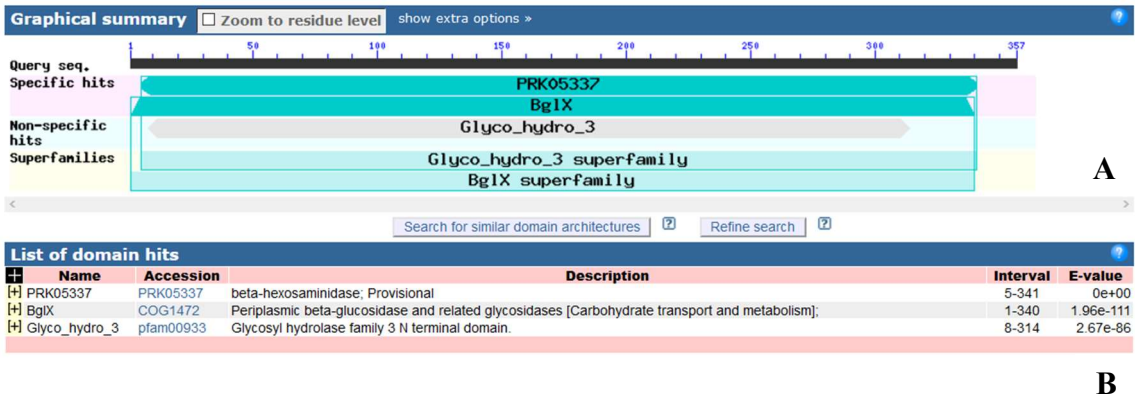 Graphical summary Zoom to residue level show extra options »
1 50 100 150 200 250 300 357
Query seq.
Specific hits PRK05337
BglX
Non-specific hits Glyco_hydro_3
Superfamilies Glyco_hydro_3 superfamily
BglX superfamily
A
Search for similar domain architectures ? Refine search ?
List of domain hits ?
+ Name Accession Description Interval E-value
[+] PRK05337 PRK05337 beta-hexosaminidase; Provisional 5-341 0e+00
[+] BglX COG1472 Periplasmic beta-glucosidase and related glycosidases [Carbohydrate transport and metabolism]; 1-340 1.96e-111
[+] Glyco_hydro_3 pfam00933 Glycosyl hydrolase family 3 N terminal domain. 8-314 2.67e-86
B